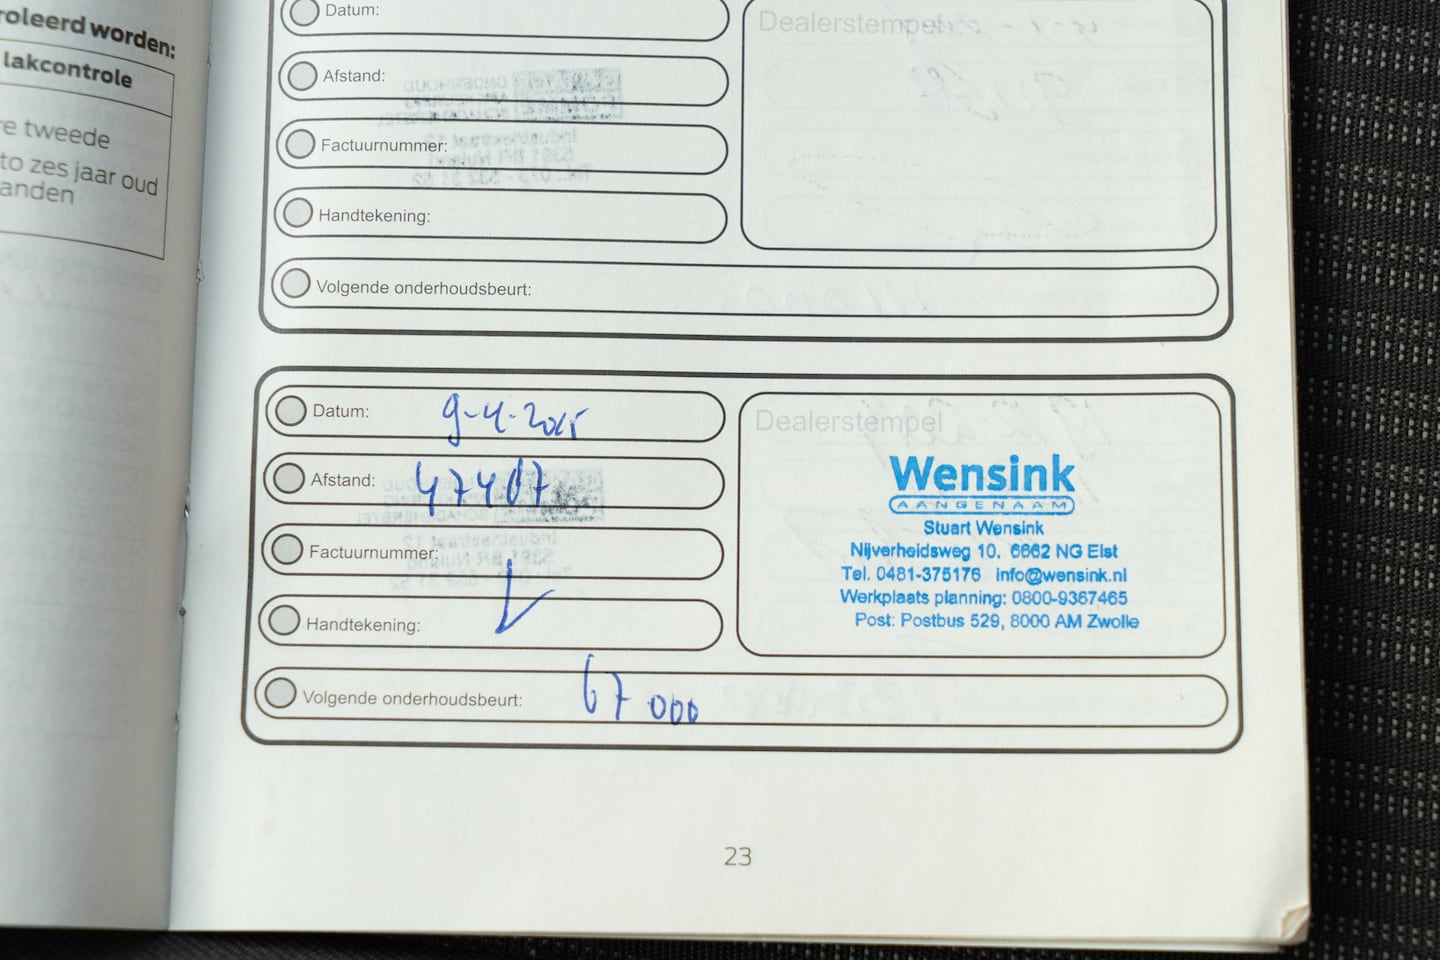 roleerd worden:
lakcontrole
re tweede
to zes jaar oud
anden
Datum:
Dealerstempel
Afstand:
Factuurnummer:
Handtekening:
Volgende onderhoudsbeurt:
Datum: 9-4-2015
Afstand: 47467
Factuurnummer:
Handtekening:
Volgende onderhoudsbeurt: 67 000
Dealerstempel
Wensink
AANGENAAM
Stuart Wensink
Nijverheidsweg 10. 6662 NG Elst
Tel. 0481-375176 info@wensink.nl
Werkplaats planning: 0800-9367465
Post: Postbus 529, 8000 AM Zwolle
23